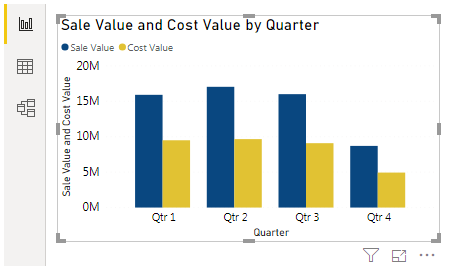 Sale Value and Cost Value by Quarter
Sale Value Cost Value
Sale Value and Cost Value
20M
15M
10M
5M
0M
Qtr 1 Qtr 2 Qtr 3 Qtr 4
Quarter